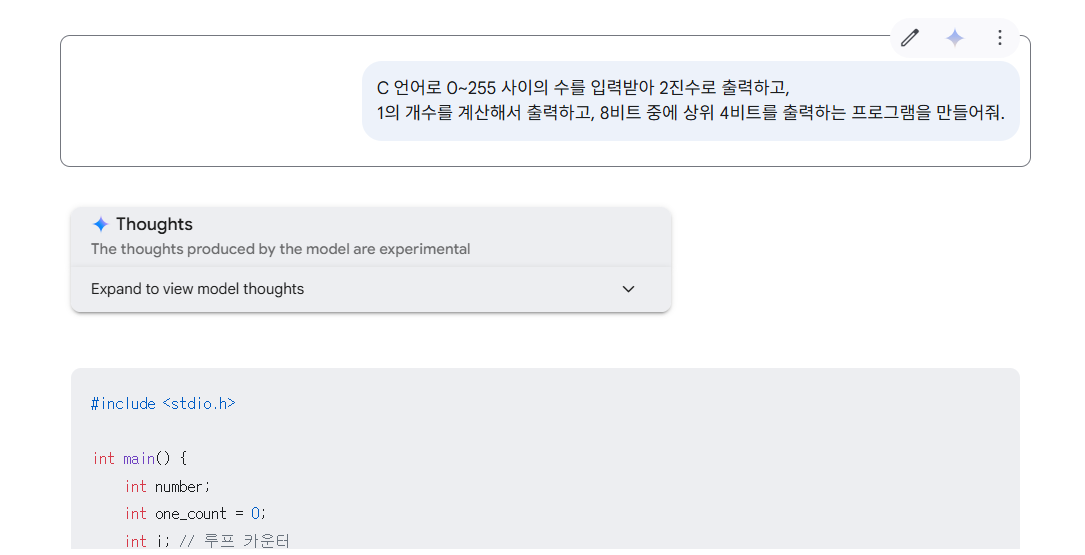 C 언어로 0~255 사이의 수를 입력받아 2진수로 출력하고,
1의 개수를 계산해서 출력하고, 8비트 중에 상위 4비트를 출력하는 프로그램을 만들어줘.
Thoughts
The thoughts produced by the model are experimental
Expand to view model thoughts
#include <stdio.h>
int main() {
int number;
int one_count = 0;
int i; // 루프 카운터